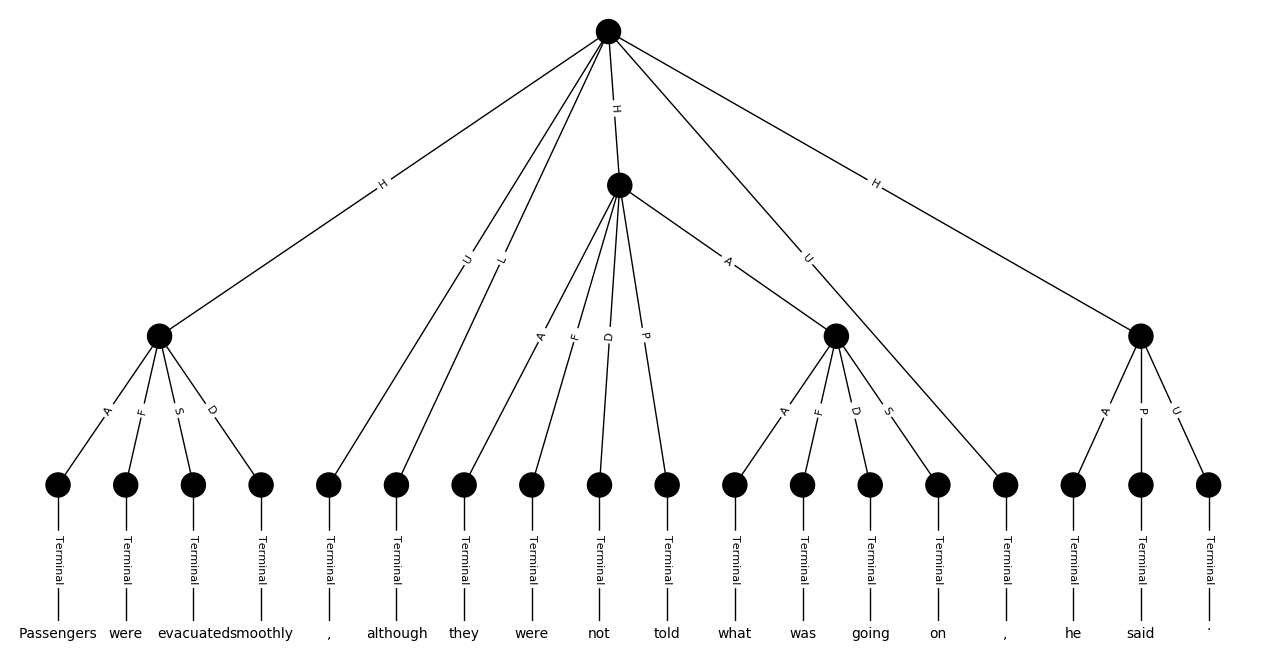 H
H
H
U
L
A
U
A
F
D
P
A
F
S
D
A
F
D
S
A
P
U
Terminal Terminal Terminal Terminal Terminal Terminal Terminal Terminal Terminal Terminal Terminal Terminal Terminal Terminal Terminal Terminal Terminal Terminal
Passengers were evacuated smoothly , although they were not told what was going on , he said .